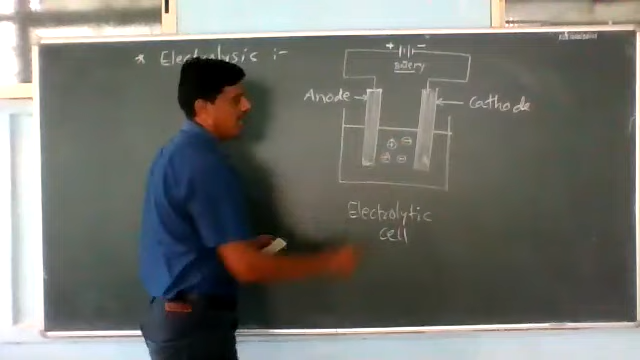 * Electrolysis :-
+ -
Battery
Anode
Cathode
+ -
+ -
Electrolytic
cell